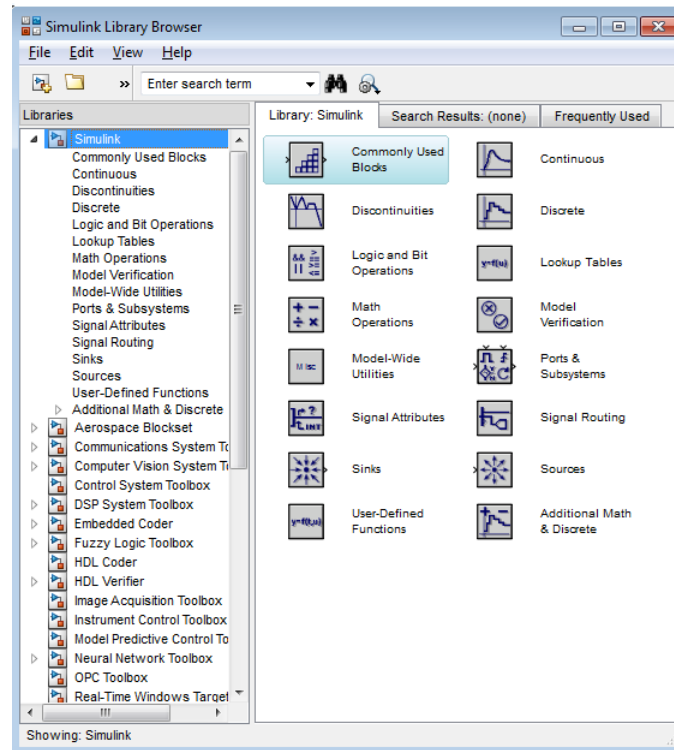 Simulink Library Browser
File Edit View Help
» Enter search term
Libraries
Simulink
Commonly Used Blocks
Continuous
Discontinuities
Discrete
Logic and Bit Operations
Lookup Tables
Math Operations
Model Verification
Model-Wide Utilities
Ports & Subsystems
Signal Attributes
Signal Routing
Sinks
Sources
User-Defined Functions
Additional Math & Discrete
Aerospace Blockset
Communications System To
Computer Vision System T
Control System Toolbox
DSP System Toolbox
Embedded Coder
Fuzzy Logic Toolbox
HDL Coder
HDL Verifier
Image Acquisition Toolbox
Instrument Control Toolbox
Model Predictive Control To
Neural Network Toolbox
OPC Toolbox
Real-Time Windows Target
Library: Simulink Search Results: (none) Frequently Used
Commonly Used
Blocks
Continuous
Discontinuities
Discrete
&& >
|| >=
<=
Logic and Bit
Operations
y=f(u)
Lookup Tables
+ −
÷ ×
Math
Operations
Model
Verification
Misc
Model-Wide
Utilities
Ports &
Subsystems
?
INT
Signal Attributes
Signal Routing
Sinks
Sources
y=f(t,u)
User-Defined
Functions
Additional Math
& Discrete
Showing: Simulink